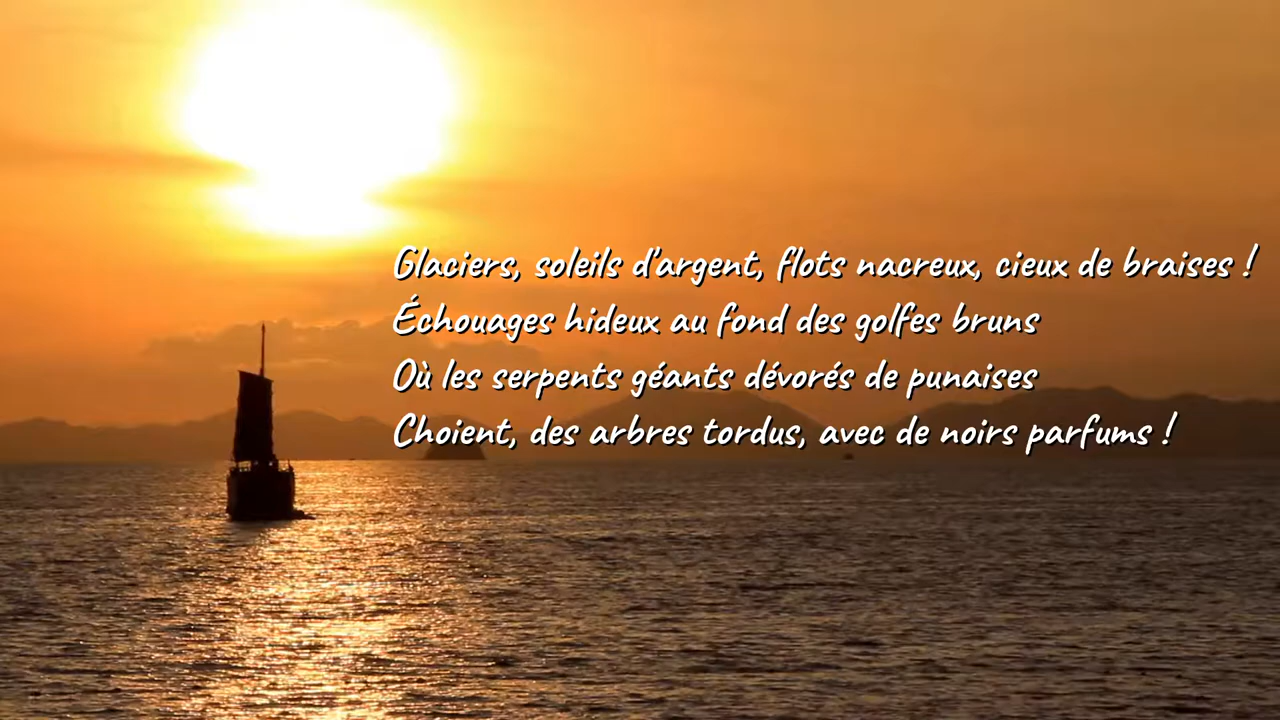 Glaciers, soleils d'argent, flots nacreux, cieux de braises !
Échouages hideux au fond des golfes bruns
Où les serpents géants dévorés de punaises
Choient, des arbres tordus, avec de noirs parfums !